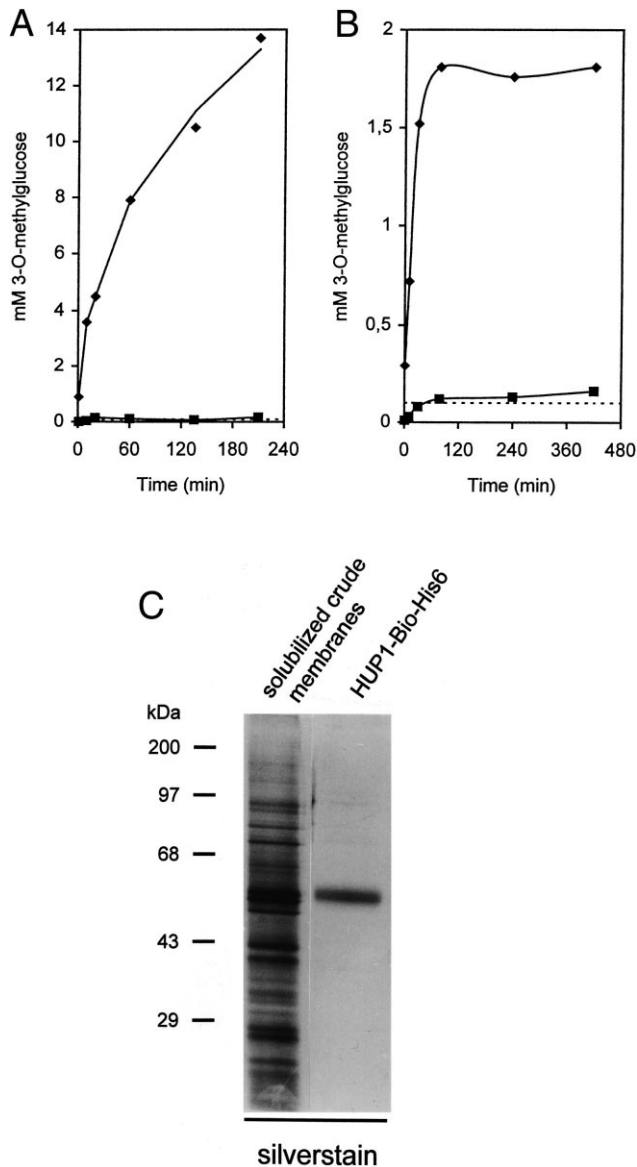 A
14
12
10
8
6
4
2
0
mM 3-O-methylglucose
0 60 120 180 240
Time (min)
B
2
1,5
1
0,5
0
mM 3-O-methylglucose
0 120 240 360 480
Time (min)
C
solubilized crude
membranes
HUP1-Bio-His6
kDa
200
97
68
43
29
silverstain